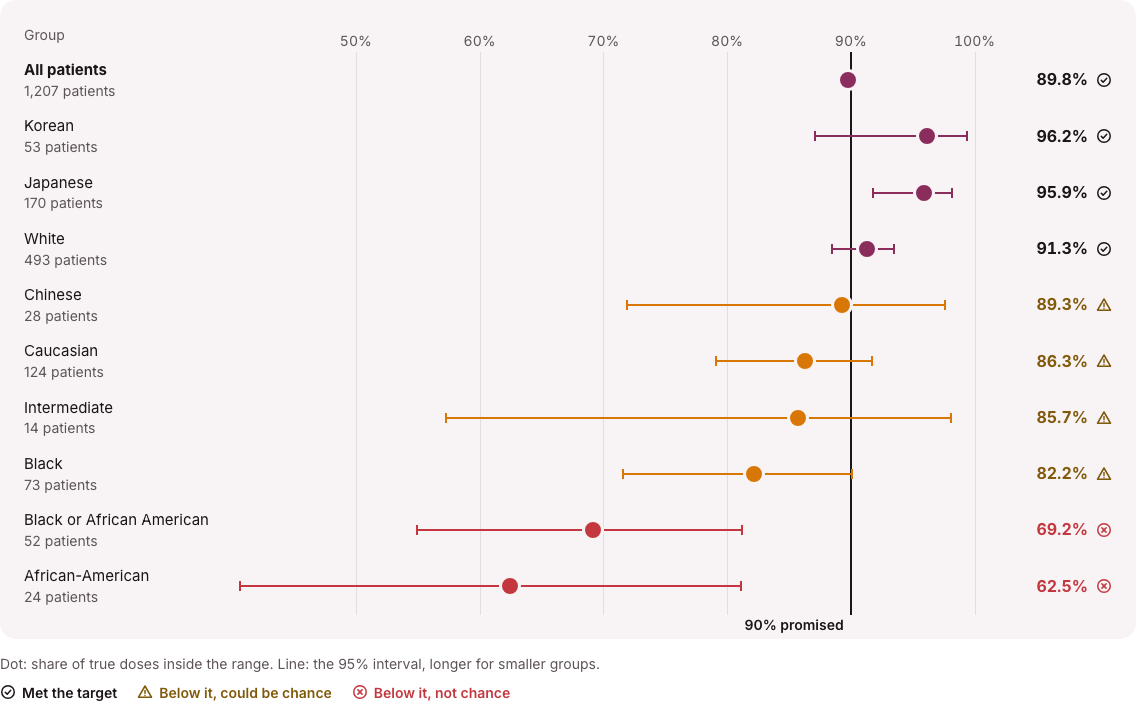 Group 50% 60% 70% 80% 90% 100%
All patients
1,207 patients
89.8%
Korean
53 patients
96.2%
Japanese
170 patients
95.9%
White
493 patients
91.3%
Chinese
28 patients
89.3%
Caucasian
124 patients
86.3%
Intermediate
14 patients
85.7%
Black
73 patients
82.2%
Black or African American
52 patients
69.2%
African-American
24 patients
62.5%
90% promised
Dot: share of true doses inside the range. Line: the 95% interval, longer for smaller groups.
Met the target Below it, could be chance Below it, not chance